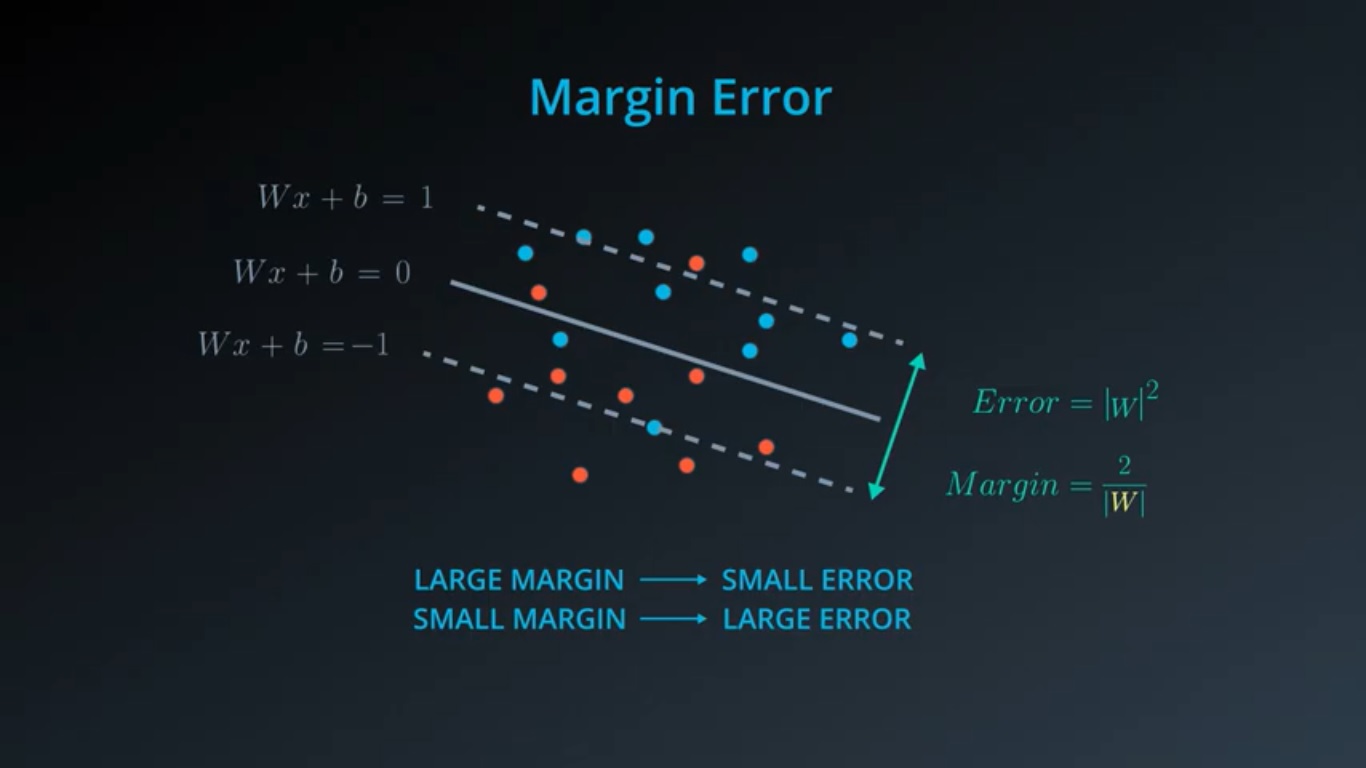 Margin Error
Wx + b = 1
Wx + b = 0
Wx + b =−1
Error = |W|²
Margin = 2/|W|
LARGE MARGIN → SMALL ERROR
SMALL MARGIN → LARGE ERROR